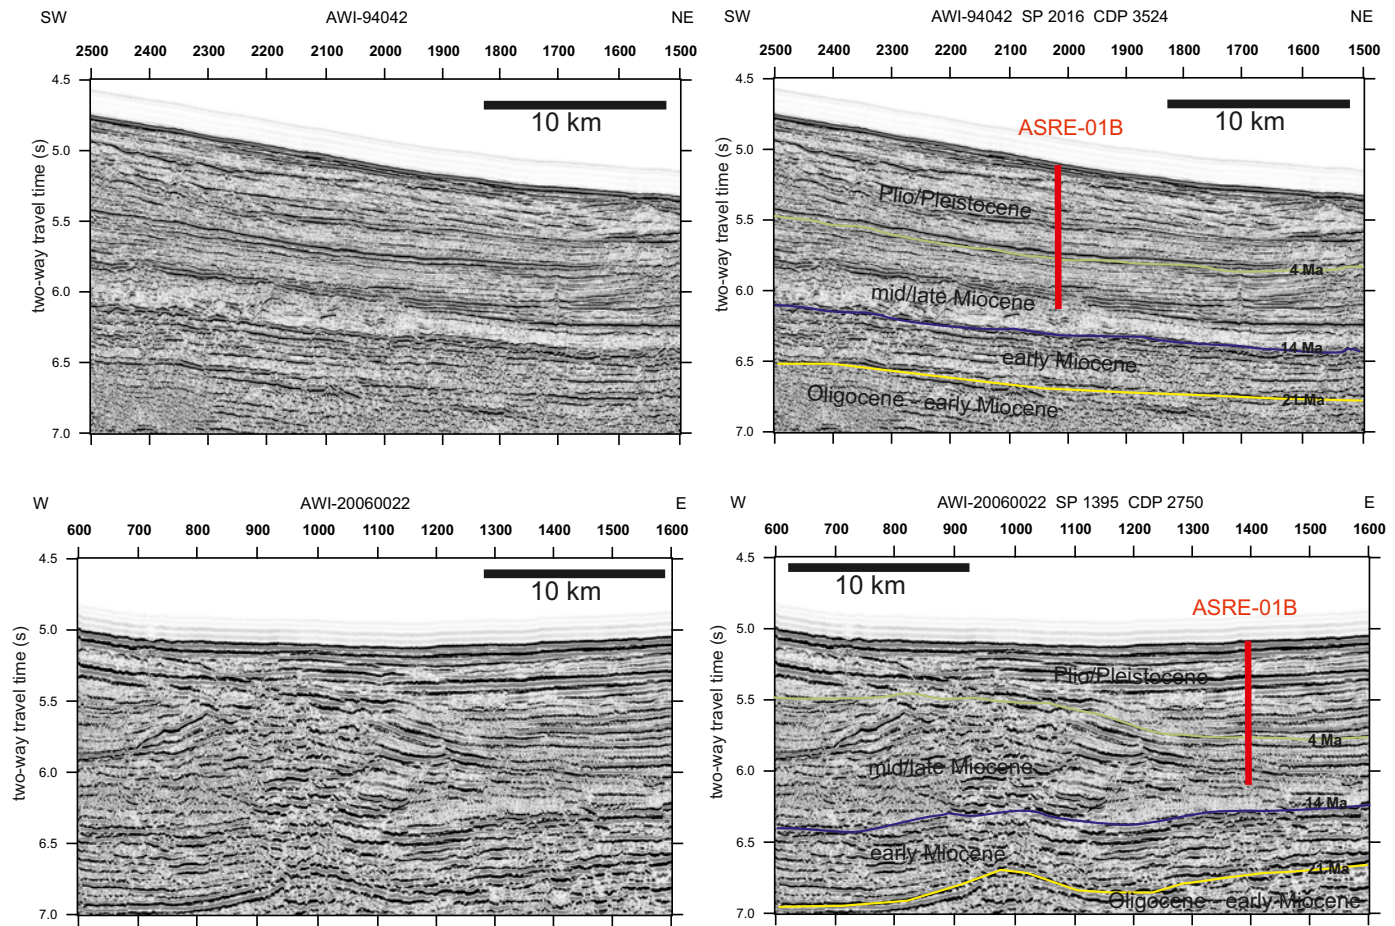 SW AWI-94042 NE
2500 2400 2300 2200 2100 2000 1900 1800 1700 1600 1500
4.5
5.0
5.5
6.0
6.5
7.0
two-way travel time (s)
10 km
SW AWI-94042 SP 2016 CDP 3524 NE
2500 2400 2300 2200 2100 2000 1900 1800 1700 1600 1500
4.5
5.0
5.5
6.0
6.5
7.0
two-way travel time (s)
10 km
ASRE-01B
Plio/Pleistocene
4 Ma
mid/late Miocene
14 Ma
early Miocene
21 Ma
Oligocene - early Miocene
W AWI-20060022 E
600 700 800 900 1000 1100 1200 1300 1400 1500 1600
4.5
5.0
5.5
6.0
6.5
7.0
two-way travel time (s)
10 km
W AWI-20060022 SP 1395 CDP 2750 E
600 700 800 900 1000 1100 1200 1300 1400 1500 1600
4.5
5.0
5.5
6.0
6.5
7.0
two-way travel time (s)
10 km
ASRE-01B
Plio/Pleistocene
4 Ma
mid/late Miocene
14 Ma
early Miocene
21 Ma
Oligocene - early Miocene